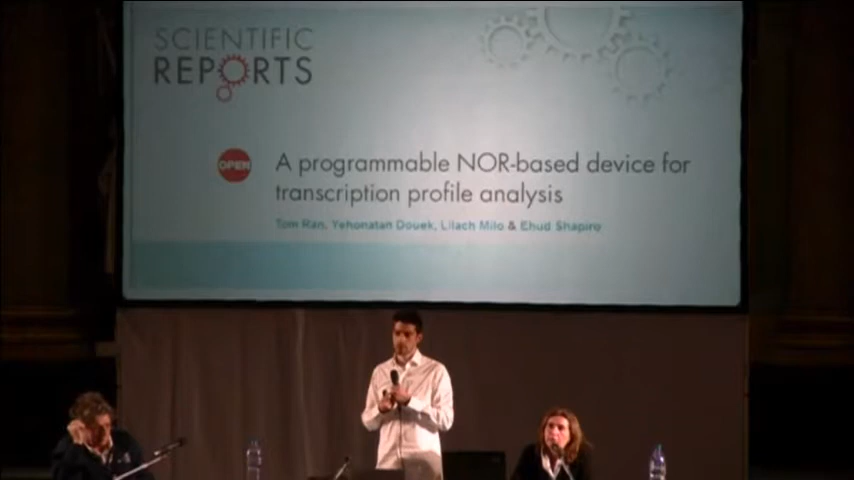 SCIENTIFIC
REPORTS
OPEN
A programmable NOR-based device for
transcription profile analysis
Tom Ran, Yehonatan Douek, Lilach Milo & Ehud Shapiro